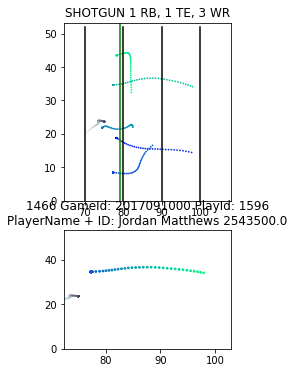 SHOTGUN 1 RB, 1 TE, 3 WR
50
40
30
20
10
0
70 80 90 100
1466 GameId: 2017091000 PlayId: 1596
PlayerName + ID: Jordan Matthews 2543500.0
40
20
0
80 90 100